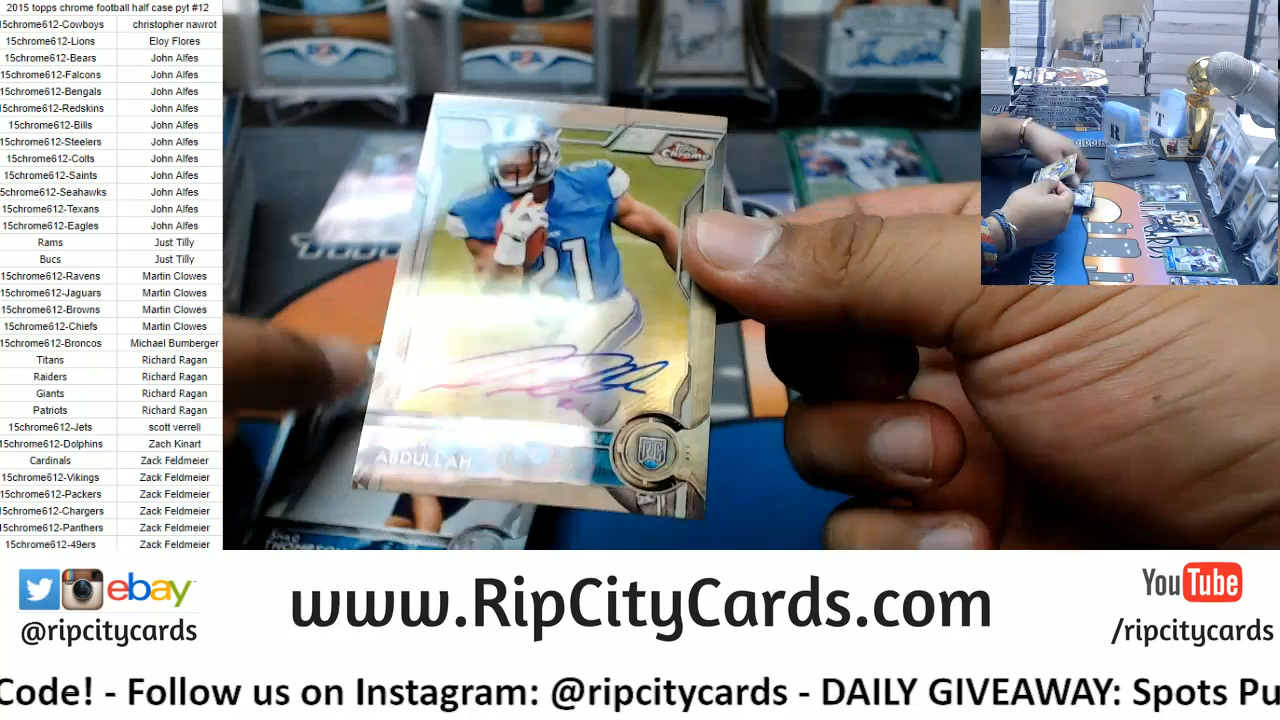 2015 topps chrome football half case pyt #12
15chrome612-Cowboys christopher nawrot
15chrome612-Lions Eloy Flores
15chrome612-Bears John Alfes
15chrome612-Falcons John Alfes
15chrome612-Bengals John Alfes
15chrome612-Redskins John Alfes
15chrome612-Bills John Alfes
15chrome612-Steelers John Alfes
15chrome612-Colts John Alfes
15chrome612-Saints John Alfes
15chrome612-Seahawks John Alfes
15chrome612-Texans John Alfes
15chrome612-Eagles John Alfes
Rams Just Tilly
Bucs Just Tilly
15chrome612-Ravens Martin Clowes
15chrome612-Jaguars Martin Clowes
15chrome612-Browns Martin Clowes
15chrome612-Chiefs Martin Clowes
15chrome612-Broncos Michael Bumberger
Titans Richard Ragan
Raiders Richard Ragan
Giants Richard Ragan
Patriots Richard Ragan
15chrome612-Jets scott verrell
15chrome612-Dolphins Zach Kinart
Cardinals Zack Feldmeier
15chrome612-Vikings Zack Feldmeier
15chrome612-Packers Zack Feldmeier
15chrome612-Chargers Zack Feldmeier
15chrome612-Panthers Zack Feldmeier
15chrome612-49ers Zack Feldmeier
PSA
PSA
Chrome
21
ABDULLAH
RC
THOMPSON
R T
CARDS
ebay
@ripcitycards
www.RipCityCards.com
YouTube
/ripcitycards
Code! - Follow us on Instagram: @ripcitycards - DAILY GIVEAWAY: Spots Pu